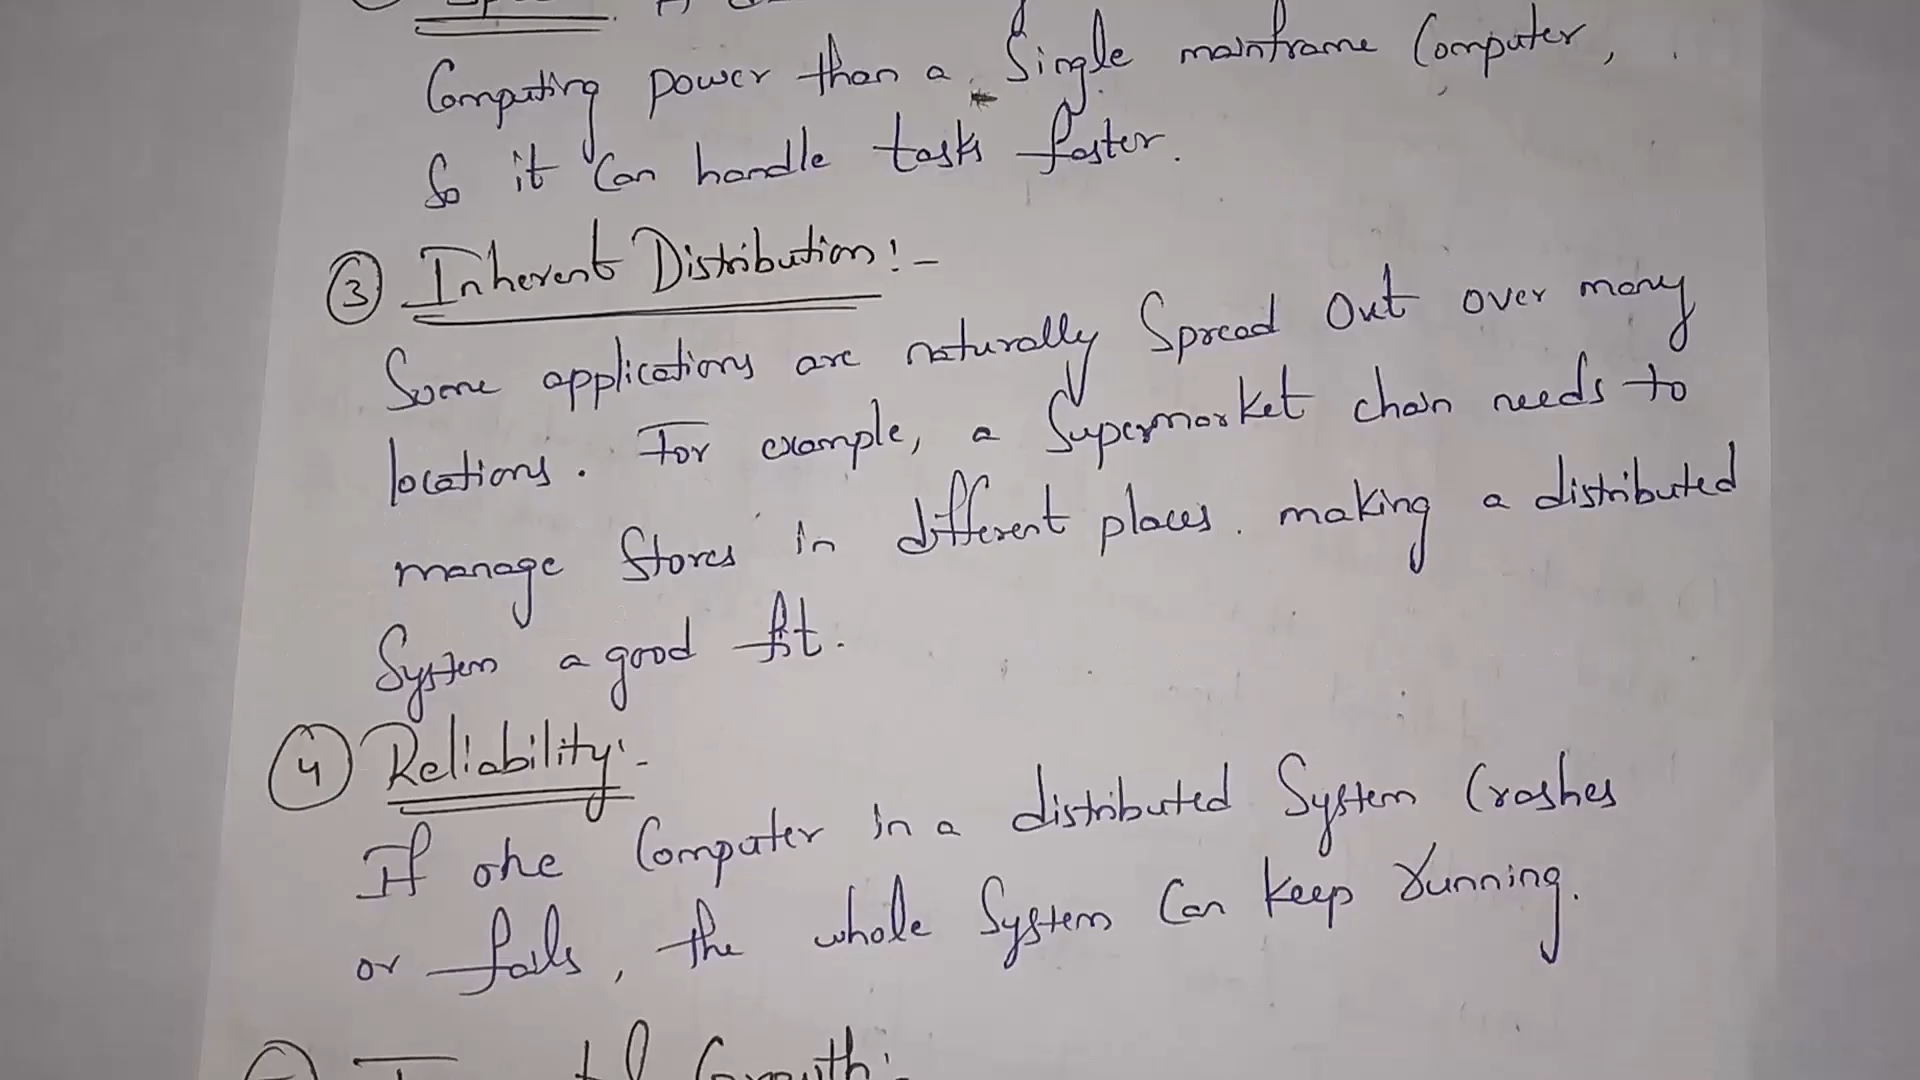 Computing power than a Single mainframe Computer,
So it Can handle tasks faster.
③ Inherent Distribution:-
Some applications are naturally Spread Out over many
locations. For example, a Supermarket chain needs to
manage Stores in different places. making a distributed
System a good fit.
④ Reliability:-
If one Computer in a distributed System Crashes
or fails, the whole System Can keep running.
Growth:-